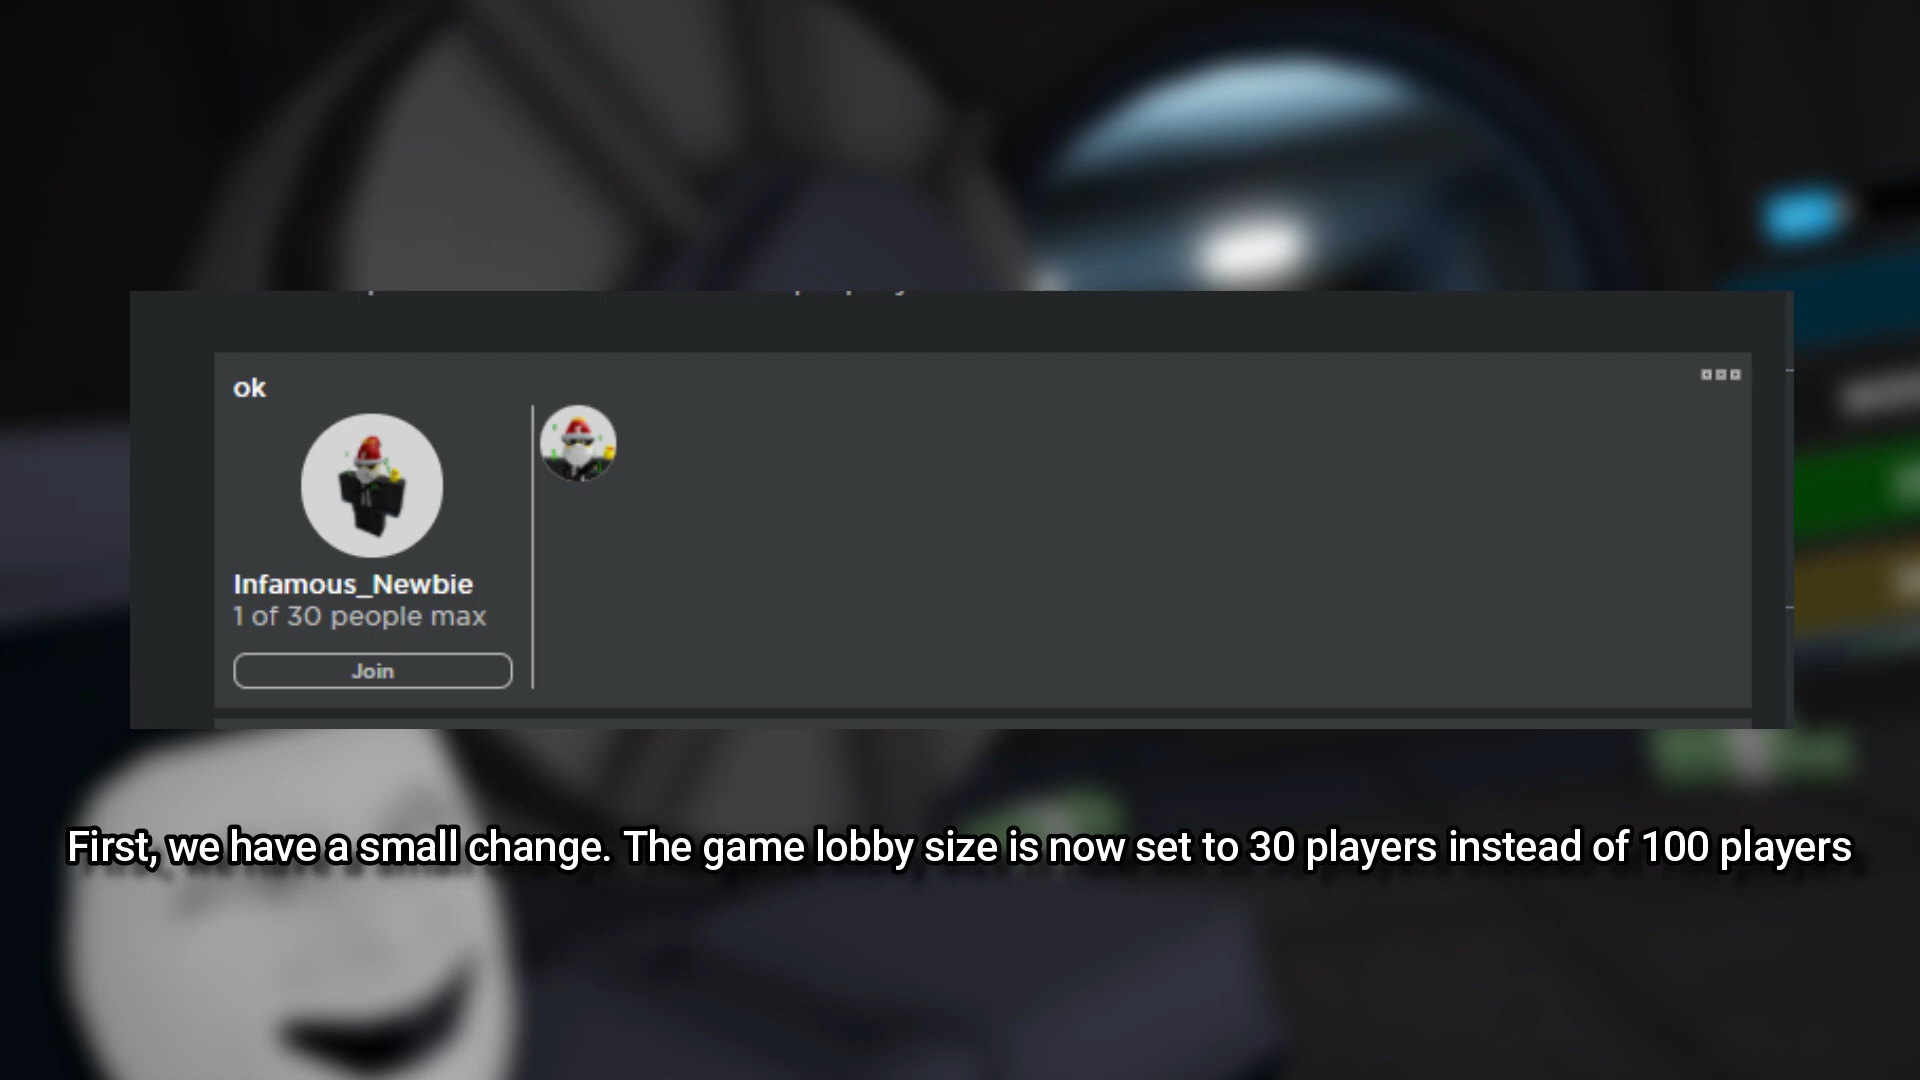 ok
Infamous_Newbie
1 of 30 people max
Join
First, we have a small change. The game lobby size is now set to 30 players instead of 100 players